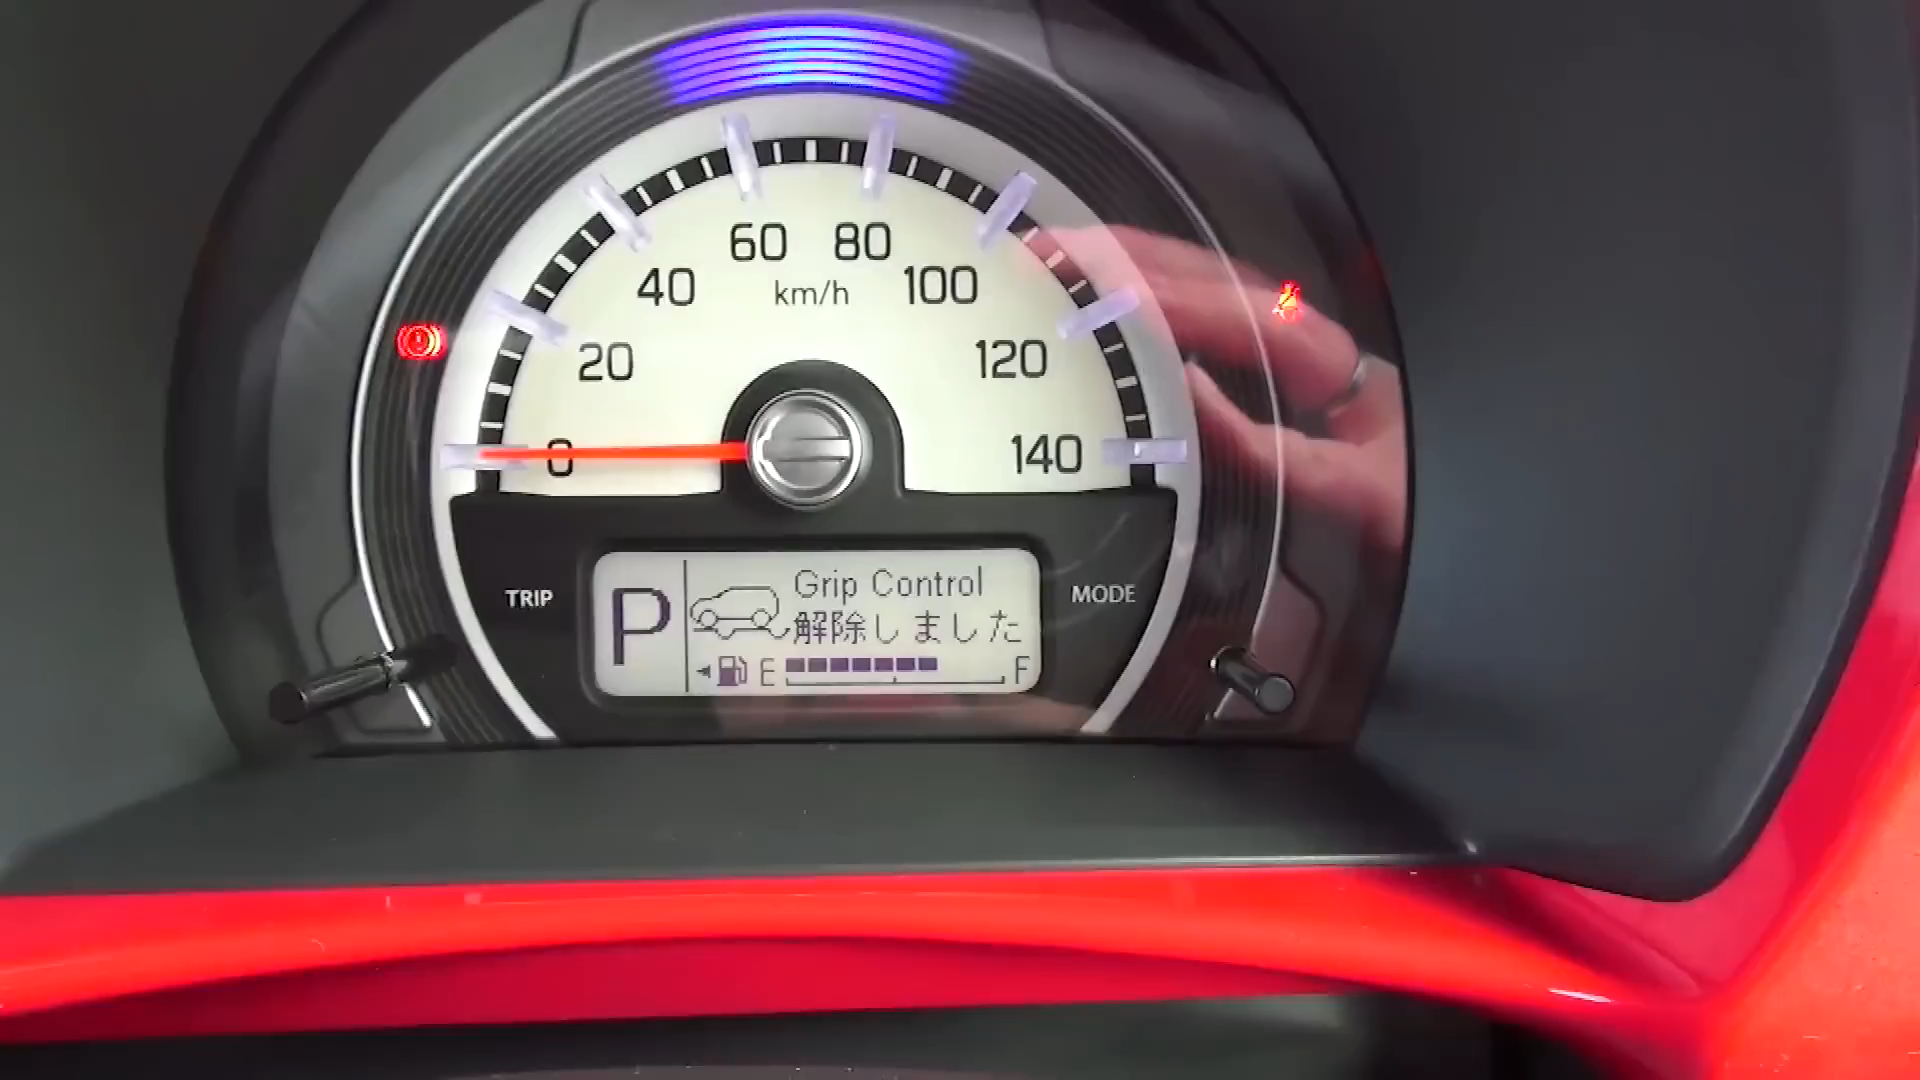 60 80
40 km/h 100
20 120
0 140
TRIP
P
Grip Control
解除しました
E F
MODE